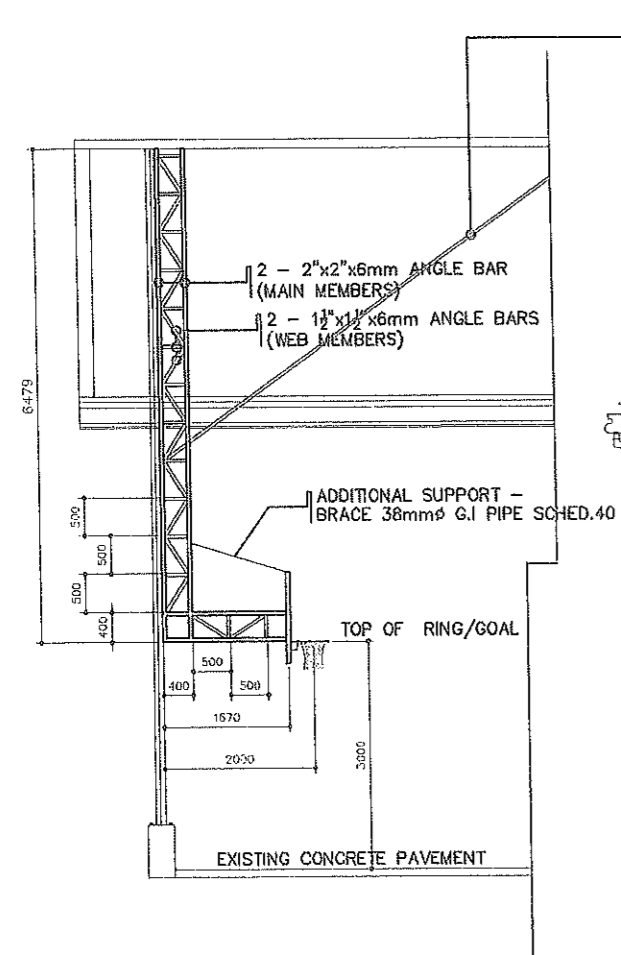 2 - 2"x2"x6mm ANGLE BAR
(MAIN MEMBERS)
2 - 1½"x1½"x6mm ANGLE BARS
(WEB MEMBERS)
6479
ADDITIONAL SUPPORT -
BRACE 38mmø G.I PIPE SCHED.40
500
500
500
400
TOP OF RING/GOAL
500
400
500
1670
2000
3000
EXISTING CONCRETE PAVEMENT